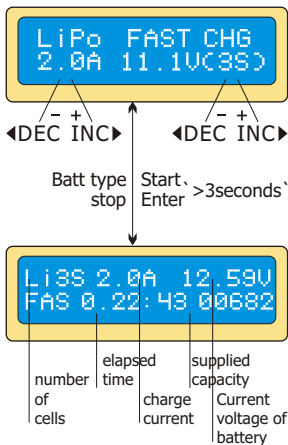 LiPo FAST CHG
2.0A 11.1V(3S)
− + − +
◀DEC INC▶ ◀DEC INC▶
Batt type Start
stop Enter `>3seconds`
Li3S 2.0A 12.59V
FAS 0.22:43 00682
elapsed supplied
number time capacity
of charge Current
cells current voltage of
battery